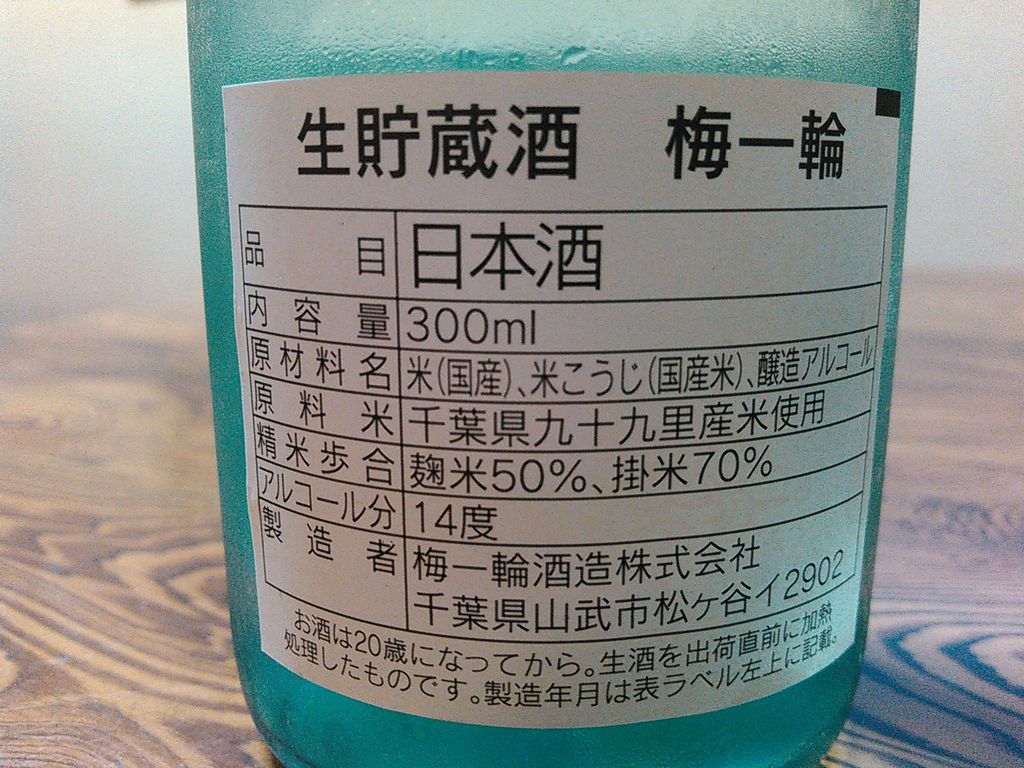 生貯蔵酒 梅一輪
品目 日本酒
内容量 300ml
原材料名 米(国産)、米こうじ(国産米)、醸造アルコール
原料米 千葉県九十九里産米使用
精米歩合 麹米50%、掛米70%
アルコール分 14度
製造者 梅一輪酒造株式会社
千葉県山武市松ヶ谷イ2902
お酒は20歳になってから。生酒を出荷直前に加熱
処理したものです。製造年月は表ラベル左上に記載。